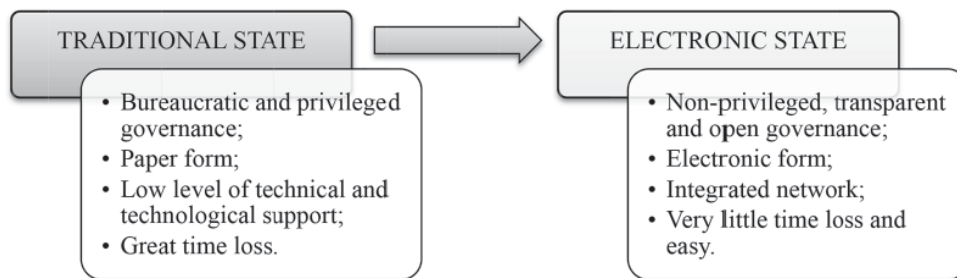 TRADITIONAL STATE
• Bureaucratic and privileged
governance;
• Paper form;
• Low level of technical and
technological support;
• Great time loss.
ELECTRONIC STATE
• Non-privileged, transparent
and open governance;
• Electronic form;
• Integrated network;
• Very little time loss and
easy.